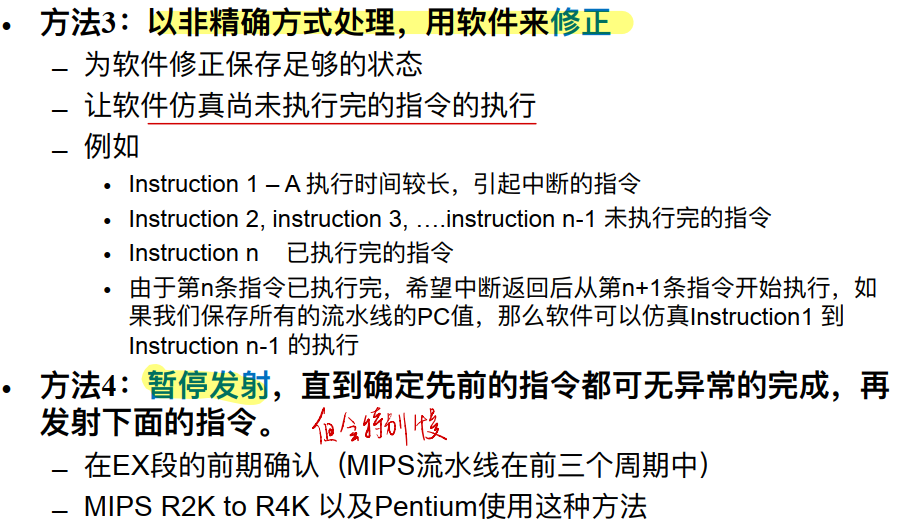 • 方法3：以非精确方式处理，用软件来修正
– 为软件修正保存足够的状态
– 让软件仿真尚未执行完的指令的执行
– 例如
• Instruction 1 – A 执行时间较长，引起中断的指令
• Instruction 2, instruction 3, ….instruction n-1 未执行完的指令
• Instruction n 已执行完的指令
• 由于第n条指令已执行完，希望中断返回后从第n+1条指令开始执行，如
果我们保存所有的流水线的PC值，那么软件可以仿真Instruction1 到
Instruction n-1 的执行
• 方法4：暂停发射，直到确定先前的指令都可无异常的完成，再
发射下面的指令。 但会特别慢
– 在EX段的前期确认（MIPS流水线在前三个周期中）
– MIPS R2K to R4K 以及Pentium使用这种方法